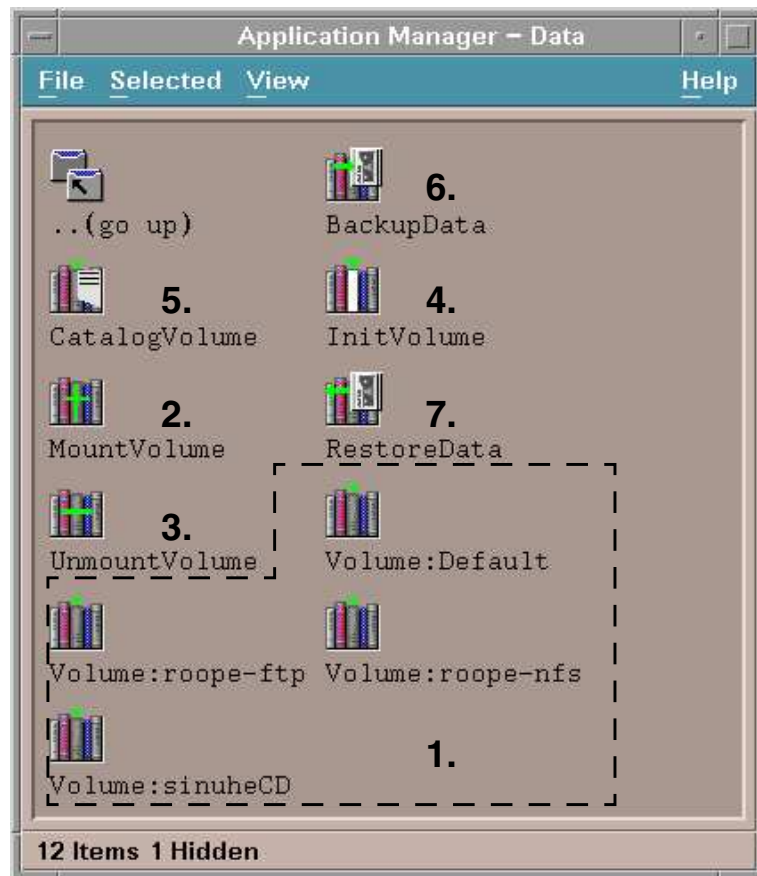 Application Manager – Data
File Selected View Help
6.
..(go up) BackupData
5. 4.
CatalogVolume InitVolume
2. 7.
MountVolume RestoreData
3.
UnmountVolume Volume:Default
Volume:roope-ftp Volume:roope-nfs
1.
Volume:sinuheCD
12 Items 1 Hidden